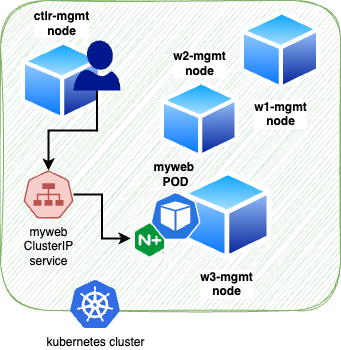 ctlr-mgmt
node
w2-mgmt
node
w1-mgmt
node
myweb
POD
myweb
ClusterIP
service
N+
w3-mgmt
node
kubernetes cluster